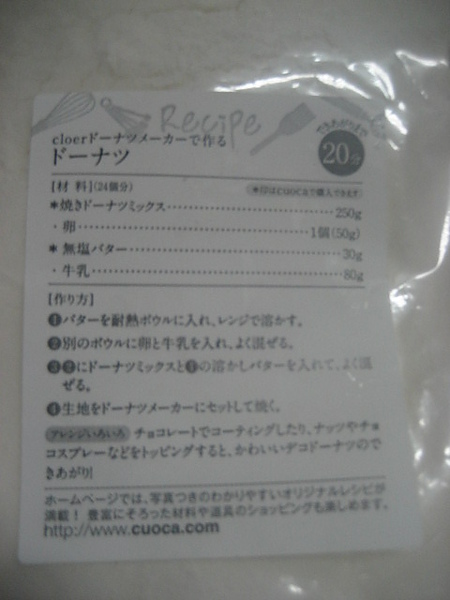 Recipe
cloerドーナツメーカーで作る
ドーナツ
できあがりまで
20分
[材 料](24個分)
(*印はcuocaで購入できます)
*焼きドーナツミックス……………………250g
・卵……………………1個(50g)
*無塩バター……………………30g
・牛乳……………………80g
[作り方]
❶バターを耐熱ボウルに入れ、レンジで溶かす。
❷別のボウルに卵と牛乳を入れ、よく混ぜる。
❸❷にドーナツミックスと❶の溶かしバターを入れて、よく混
ぜる。
❹生地をドーナツメーカーにセットして焼く。
アレンジいろいろ チョコレートでコーティングしたり、ナッツやチョ
コスプレーなどをトッピングすると、かわいいデコドーナツので
きあがり!
ホームページでは、写真つきのわかりやすいオリジナルレシピが
満載! 豊富にそろった材料や道具のショッピングも楽しめます。
http://www.cuoca.com